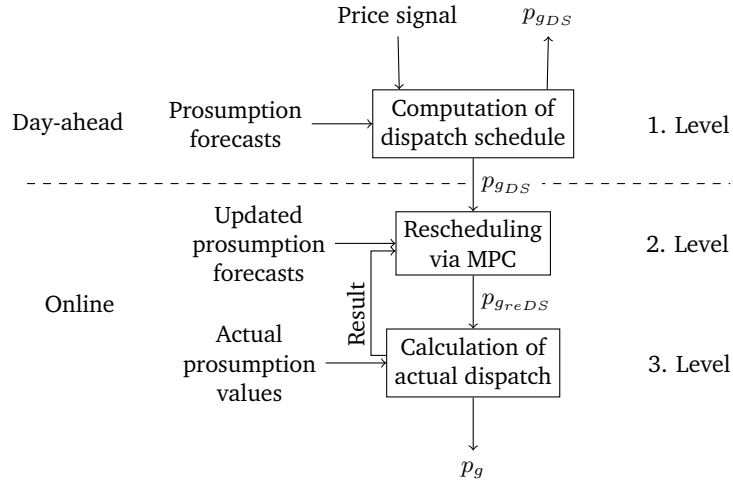 Price signal
p_{g_{DS}}
Day-ahead
Prosumption
forecasts
Computation of
dispatch schedule
1. Level
p_{g_{DS}}
Updated
prosumption
forecasts
Rescheduling
via MPC
2. Level
Online
Result
p_{g_{reDS}}
Actual
prosumption
values
Calculation of
actual dispatch
3. Level
p_g